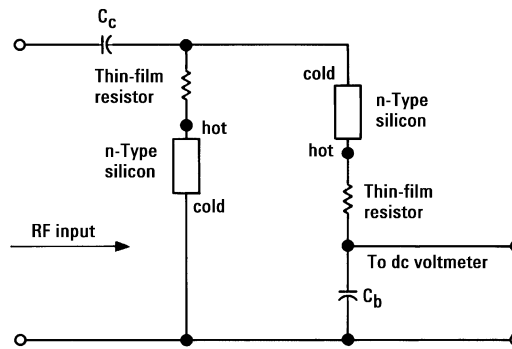 Cc
Thin-film
resistor
hot
n-Type
silicon
cold
cold
n-Type
silicon
hot
Thin-film
resistor
RF input
To dc voltmeter
Cb